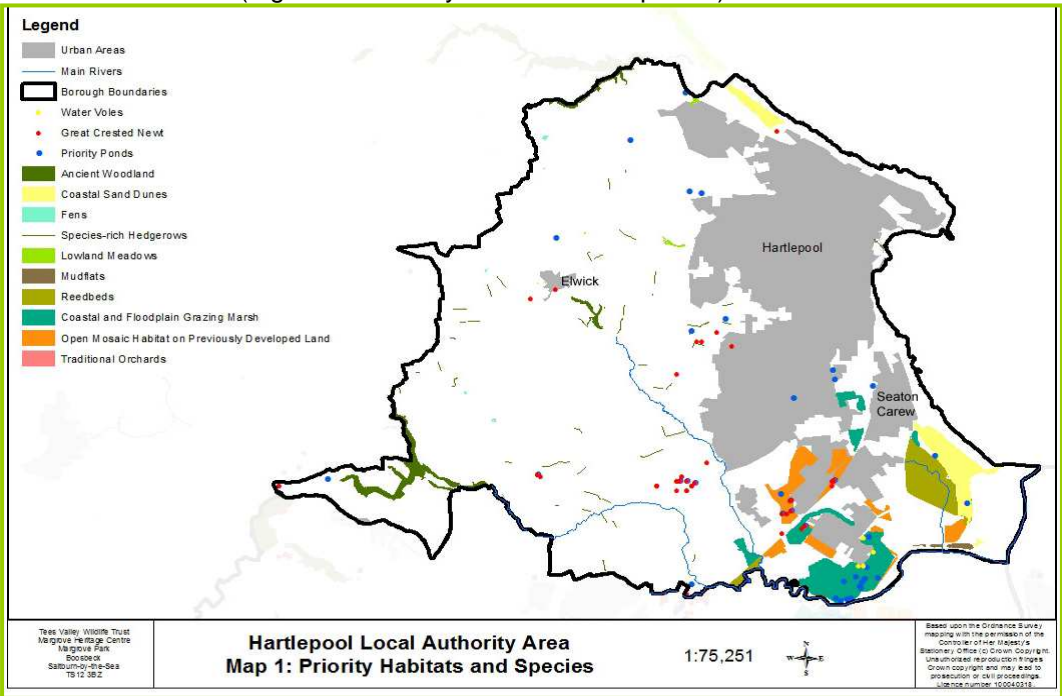 Legend
Urban Areas
Main Rivers
Borough Boundaries
Water Voles
Great Crested Newt
Priority Ponds
Ancient Woodland
Coastal Sand Dunes
Fens
Species-rich Hedgerows
Lowland Meadows
Mudflats
Reedbeds
Coastal and Floodplain Grazing Marsh
Open Mosaic Habitat on Previously Developed Land
Traditional Orchards
Hartlepool
Elwick
Seaton
Carew
Tees Valley Wildlife Trust
Margrove Heritage Centre
Margrove Park
Boosbeck
Saltburn-by-the-Sea
TS12 3BZ
Hartlepool Local Authority Area
Map 1: Priority Habitats and Species
1:75,251
N
W
E
S
Based upon the Ordnance Survey
mapping with the permission of the
Controller of Her Majesty's
Stationery Office (c) Crown Copyright.
Unauthorized reproduction fringes
Crown copyright and may lead to
prosecution or civil proceedings.
Licence number 100040318.